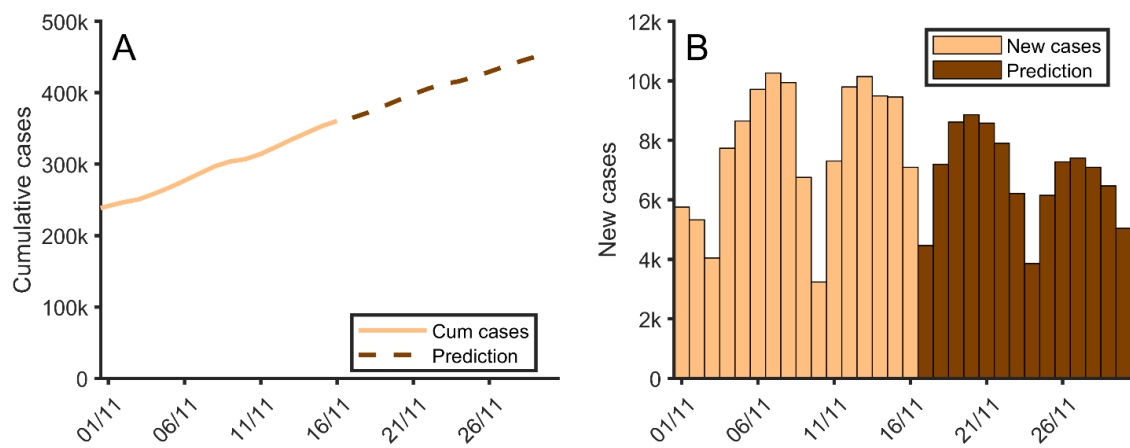 A
Cumulative cases
500k
400k
300k
200k
100k
0
01/11
06/11
11/11
16/11
21/11
26/11
Cum cases
Prediction
B
New cases
12k
10k
8k
6k
4k
2k
0
01/11
06/11
11/11
16/11
21/11
26/11
New cases
Prediction